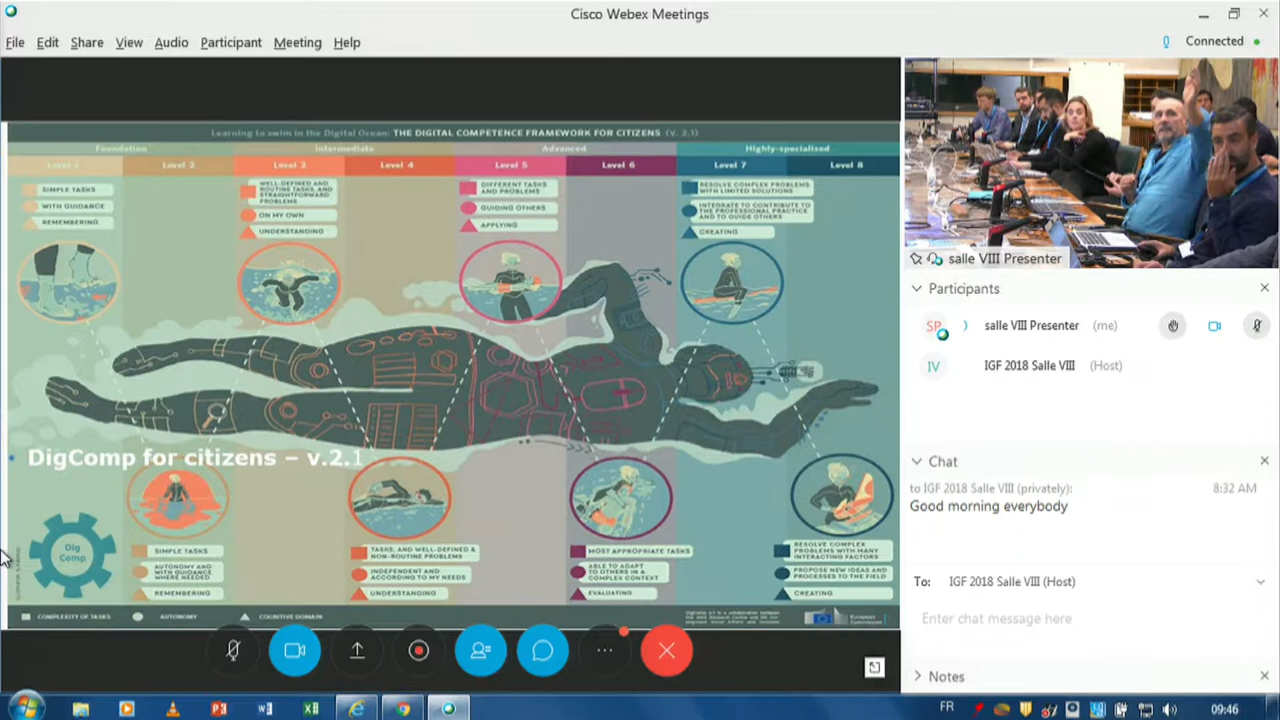 Cisco Webex Meetings
File Edit Share View Audio Participant Meeting Help
Connected
Learning to swim in the Digital Ocean: THE DIGITAL COMPETENCE FRAMEWORK FOR CITIZENS (V. 2.1)
Foundation Intermediate Advanced Highly-specialised
Level 1 Level 2 Level 3 Level 4 Level 5 Level 6 Level 7 Level 8
SIMPLE TASKS
WITH GUIDANCE
REMEMBERING
WELL-DEFINED AND
ROUTINE TASKS, AND
STRAIGHTFORWARD
PROBLEMS
ON MY OWN
UNDERSTANDING
DIFFERENT TASKS
AND PROBLEMS
GUIDING OTHERS
APPLYING
RESOLVE COMPLEX PROBLEMS
WITH LIMITED SOLUTIONS
INTEGRATE TO CONTRIBUTE TO
THE PROFESSIONAL PRACTICE
AND TO GUIDE OTHERS
CREATING
• DigComp for citizens – v.2.1
Dig
Comp
SIMPLE TASKS
AUTONOMY AND
WITH GUIDANCE
WHERE NEEDED
REMEMBERING
TASKS, AND WELL-DEFINED &
NON-ROUTINE PROBLEMS
INDEPENDENT AND
ACCORDING TO MY NEEDS
UNDERSTANDING
MOST APPROPRIATE TASKS
ABLE TO ADAPT
TO OTHERS IN A
COMPLEX CONTEXT
EVALUATING
RESOLVE COMPLEX
PROBLEMS WITH MANY
INTERACTING FACTORS
PROPOSE NEW IDEAS AND
PROCESSES TO THE FIELD
CREATING
COMPLEXITY OF TASKS AUTONOMY COGNITIVE DOMAIN
European
Commission
salle VIII Presenter
Participants
SP salle VIII Presenter (me)
IV IGF 2018 Salle VIII (Host)
Chat
to IGF 2018 Salle VIII (privately): 8:32 AM
Good morning everybody
To: IGF 2018 Salle VIII (Host)
Enter chat message here
Notes
FR 09:46